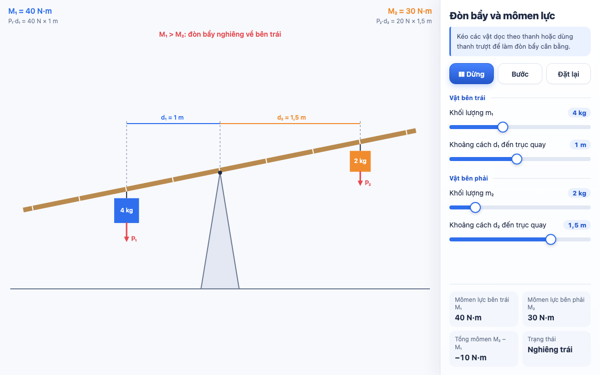 M₁ = 40 N·m
P₁·d₁ = 40 N × 1 m
M₂ = 30 N·m
P₂·d₂ = 20 N × 1,5 m
M₁ > M₂: đòn bẩy nghiêng về bên trái
d₁ = 1 m
d₂ = 1,5 m
2 kg
P₂
4 kg
P₁
Đòn bẩy và mômen lực
Kéo các vật dọc theo thanh hoặc dùng
thanh trượt để làm đòn bẩy cân bằng.
Dừng
Bước
Đặt lại
Vật bên trái
Khối lượng m₁
4 kg
Khoảng cách d₁ đến trục quay
1 m
Vật bên phải
Khối lượng m₂
2 kg
Khoảng cách d₂ đến trục quay
1,5 m
Mômen lực bên trái
M₁
40 N·m
Mômen lực bên phải
M₂
30 N·m
Tổng mômen M₂ −
M₁
−10 N·m
Trạng thái
Nghiêng trái